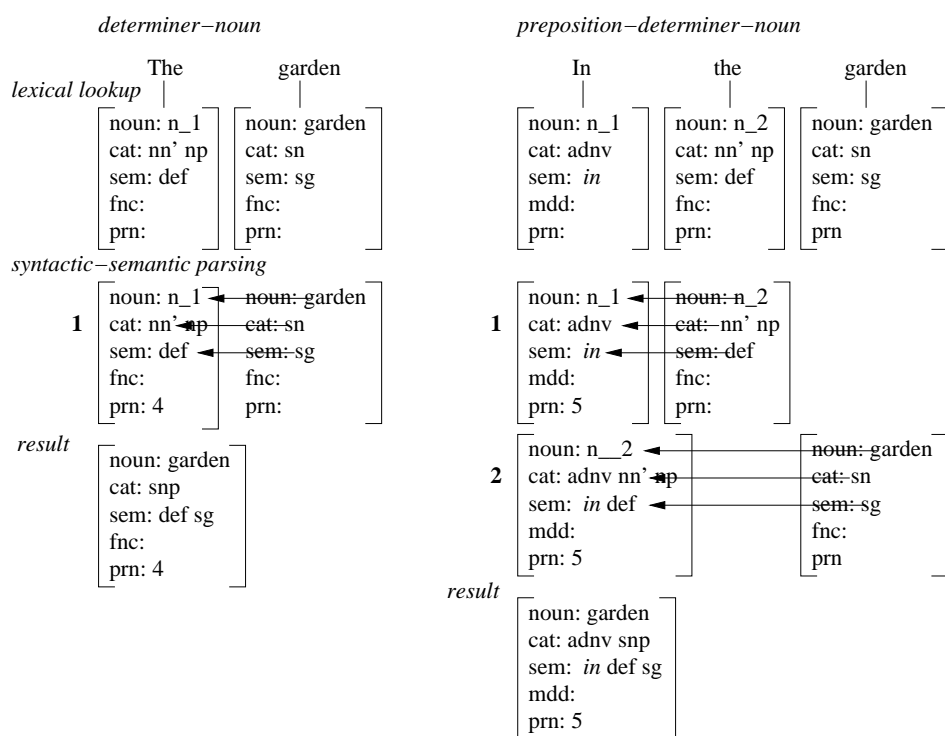 determiner–noun preposition–determiner–noun
The garden In the garden
lexical lookup
noun: n_1 noun: garden noun: n_1 noun: n_2 noun: garden
cat: nn' np cat: sn cat: adnv cat: nn' np cat: sn
sem: def sem: sg sem: in sem: def sem: sg
fnc: fnc: mdd: fnc: fnc:
prn: prn: prn: prn: prn
syntactic–semantic parsing
noun: n_1 noun: garden noun: n_1 noun: n_2
1 cat: nn' np cat: sn 1 cat: adnv cat: nn' np
sem: def sem: sg sem: in sem: def
fnc: fnc: mdd: fnc:
prn: 4 prn: prn: 5 prn:
result
noun: garden noun: n__2 noun: garden
cat: snp 2 cat: adnv nn' np cat: sn
sem: def sg sem: in def sem: sg
fnc: mdd: fnc:
prn: 4 prn: 5 prn
result
noun: garden
cat: adnv snp
sem: in def sg
mdd:
prn: 5